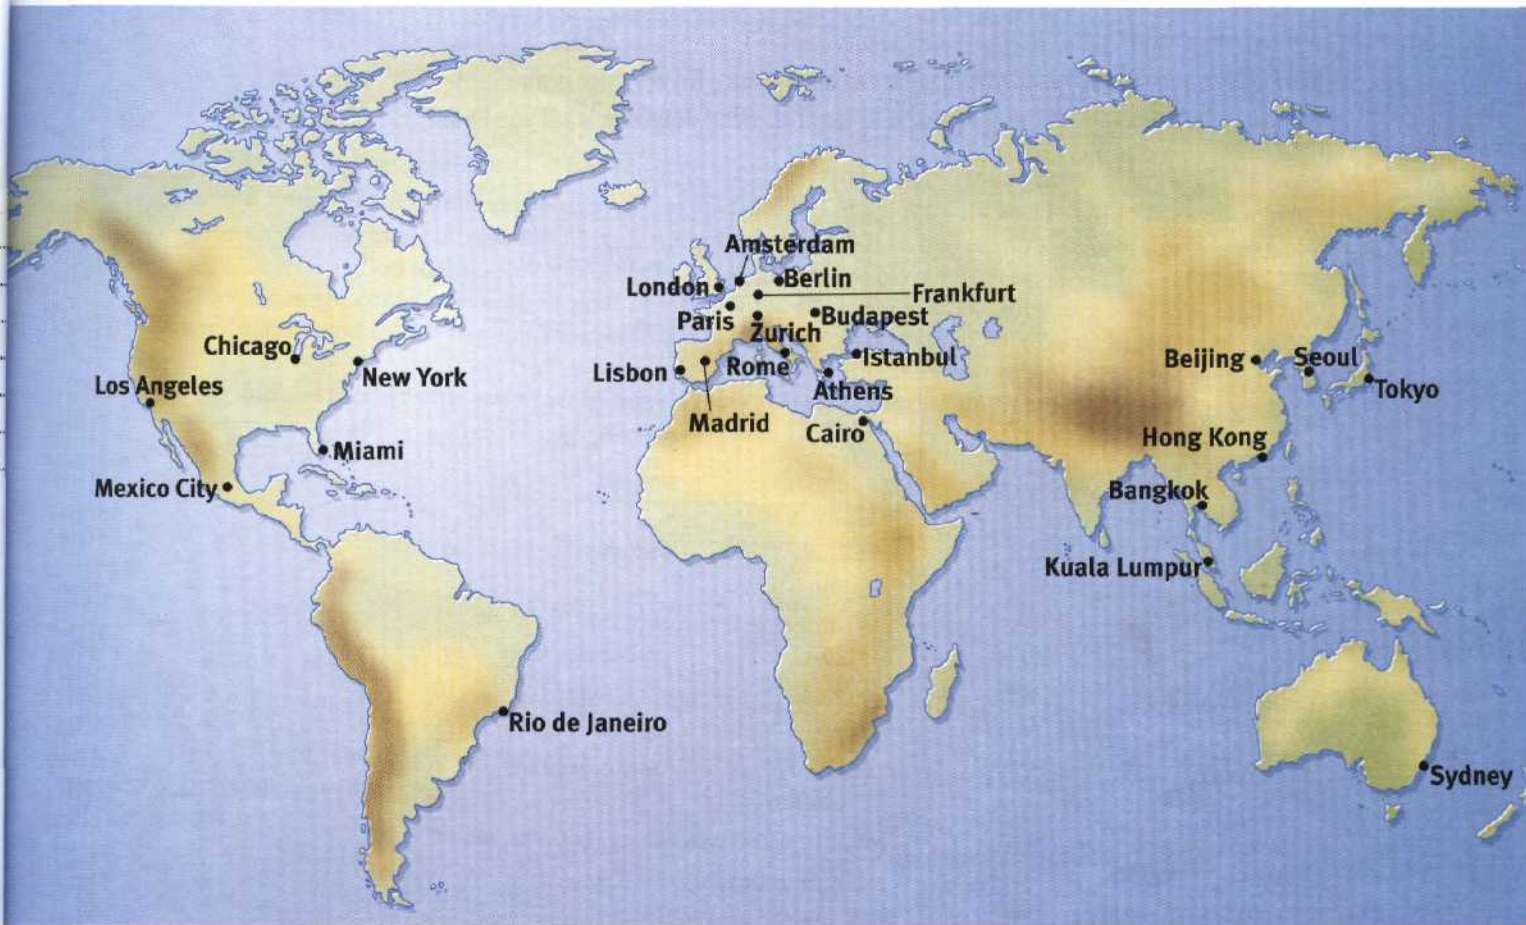 Amsterdam
Berlin
London
Frankfurt
Paris
Budapest
Zurich
Chicago
Istanbul
Beijing
Seoul
Lisbon
Rome
New York
Los Angeles
Athens
Tokyo
Madrid
Cairo
Hong Kong
Miami
Mexico City
Bangkok
Kuala Lumpur
Rio de Janeiro
Sydney